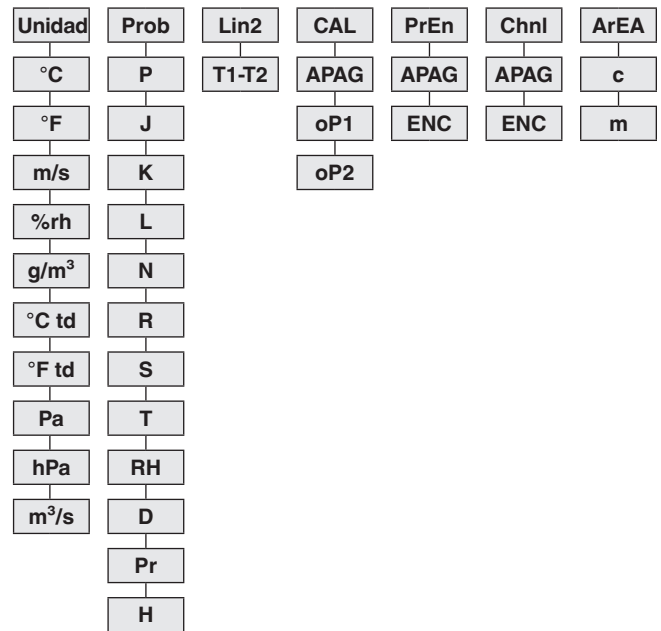 Unidad Prob Lin2 CAL PrEn Chnl ArEA
°C P T1-T2 APAG APAG APAG c
°F J oP1 ENC ENC m
m/s K oP2
%rh L
g/m³ N
°C td R
°F td S
Pa T
hPa RH
m³/s D
Pr
H